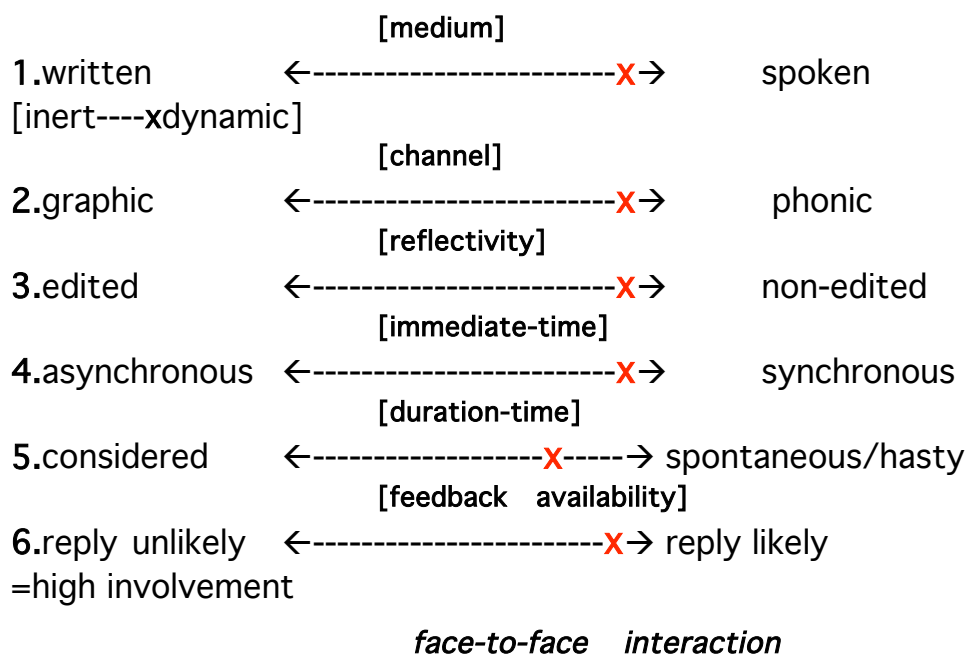 [medium]
1.written ←------------------------x→ spoken
[inert----xdynamic]
[channel]
2.graphic ←------------------------x→ phonic
[reflectivity]
3.edited ←------------------------x→ non-edited
[immediate-time]
4.asynchronous ←------------------------x→ synchronous
[duration-time]
5.considered ←------------------x-----→ spontaneous/hasty
[feedback availability]
6.reply unlikely ←-----------------------x→ reply likely
=high involvement
face-to-face interaction